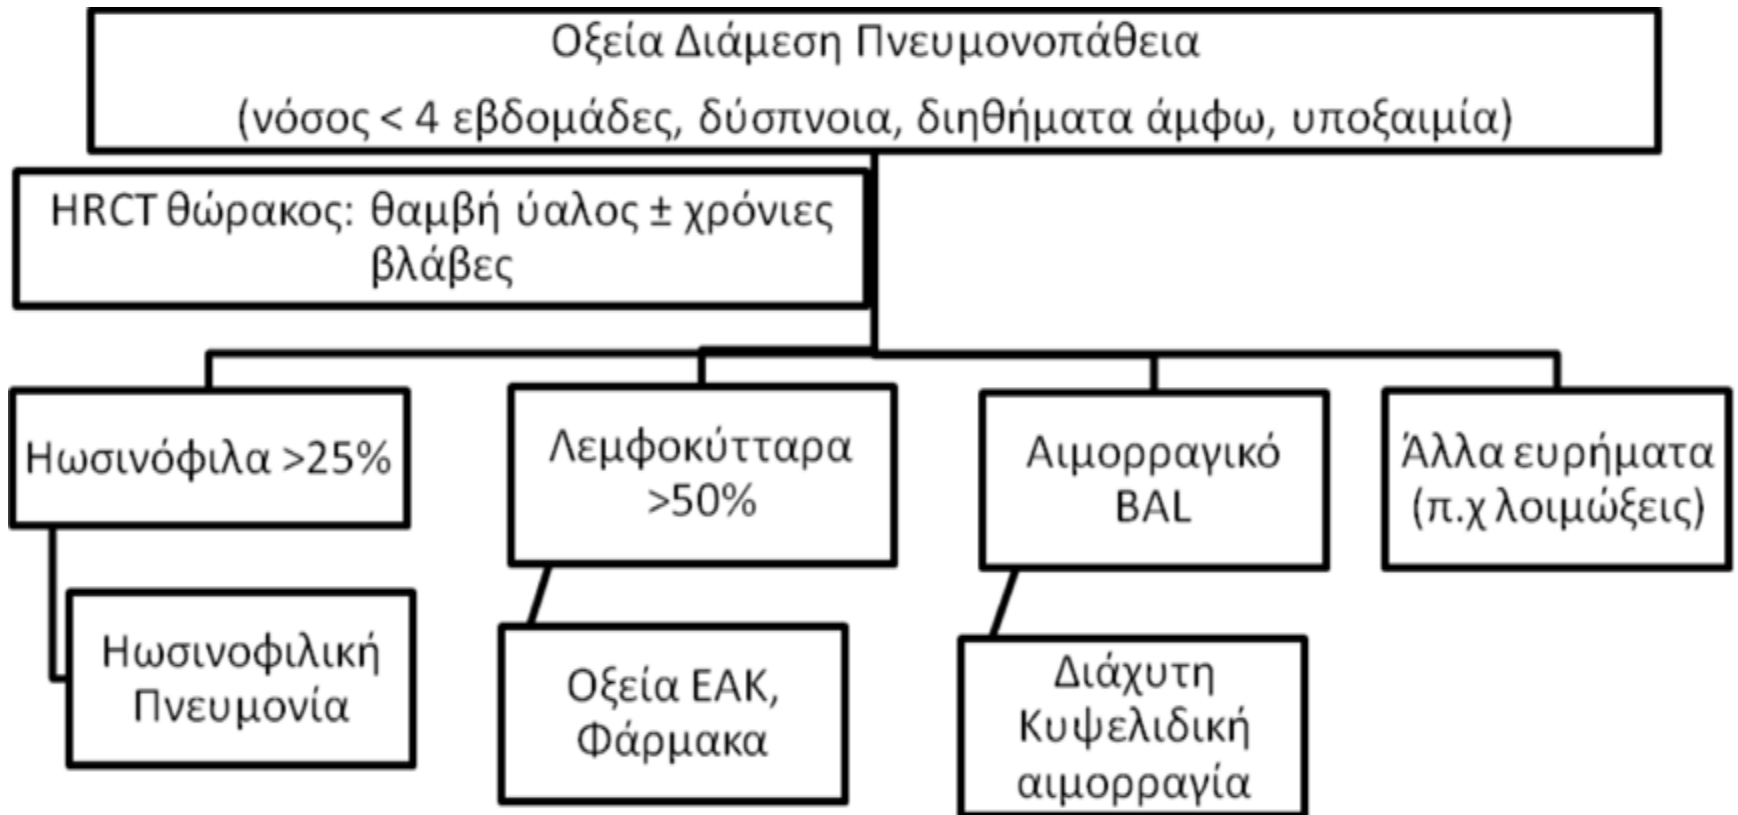 Οξεία Διάμεση Πνευμονοπάθεια
(νόσος < 4 εβδομάδες, δύσπνοια, διηθήματα άμφω, υποξαιμία)
HRCT θώρακος: θαμβή ύαλος ± χρόνιες
βλάβες
Ηωσινόφιλα >25%
Λεμφοκύτταρα
>50%
Αιμορραγικό
BAL
Άλλα ευρήματα
(π.χ λοιμώξεις)
Ηωσινοφιλική
Πνευμονία
Οξεία ΕΑΚ,
Φάρμακα
Διάχυτη
Κυψελιδική
αιμορραγία